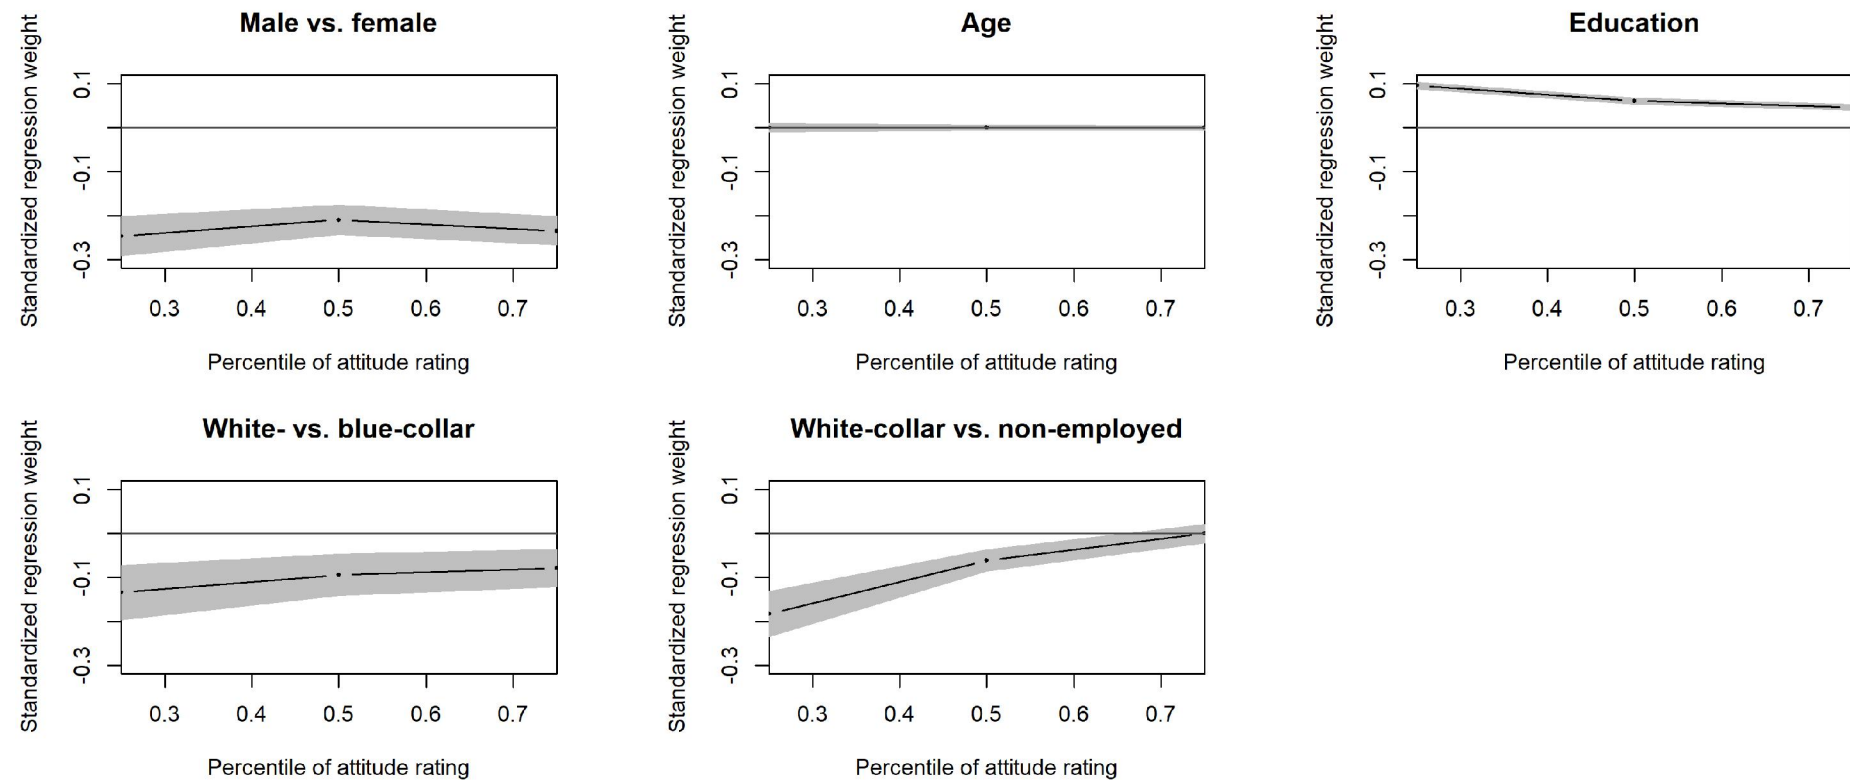 Male vs. female
Standardized regression weight
0.1
-0.1
-0.3
0.3 0.4 0.5 0.6 0.7
Percentile of attitude rating
Age
Standardized regression weight
0.1
-0.1
-0.3
0.3 0.4 0.5 0.6 0.7
Percentile of attitude rating
Education
Standardized regression weight
0.1
-0.1
-0.3
0.3 0.4 0.5 0.6 0.7
Percentile of attitude rating
White- vs. blue-collar
Standardized regression weight
0.1
-0.1
-0.3
0.3 0.4 0.5 0.6 0.7
Percentile of attitude rating
White-collar vs. non-employed
Standardized regression weight
0.1
-0.1
-0.3
0.3 0.4 0.5 0.6 0.7
Percentile of attitude rating